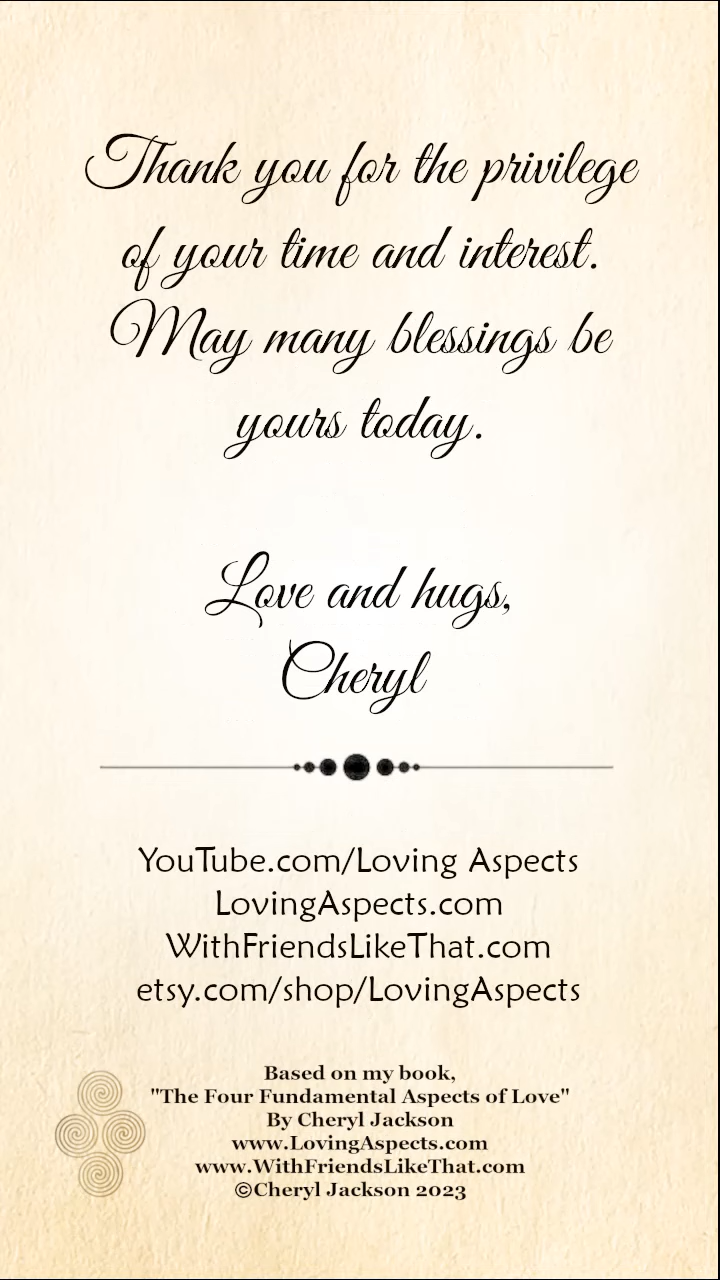 Thank you for the privilege
of your time and interest.
May many blessings be
yours today.
Love and hugs,
Cheryl
YouTube.com/Loving Aspects
LovingAspects.com
WithFriendsLikeThat.com
etsy.com/shop/LovingAspects
Based on my book,
"The Four Fundamental Aspects of Love"
By Cheryl Jackson
www.LovingAspects.com
www.WithFriendsLikeThat.com
©Cheryl Jackson 2023